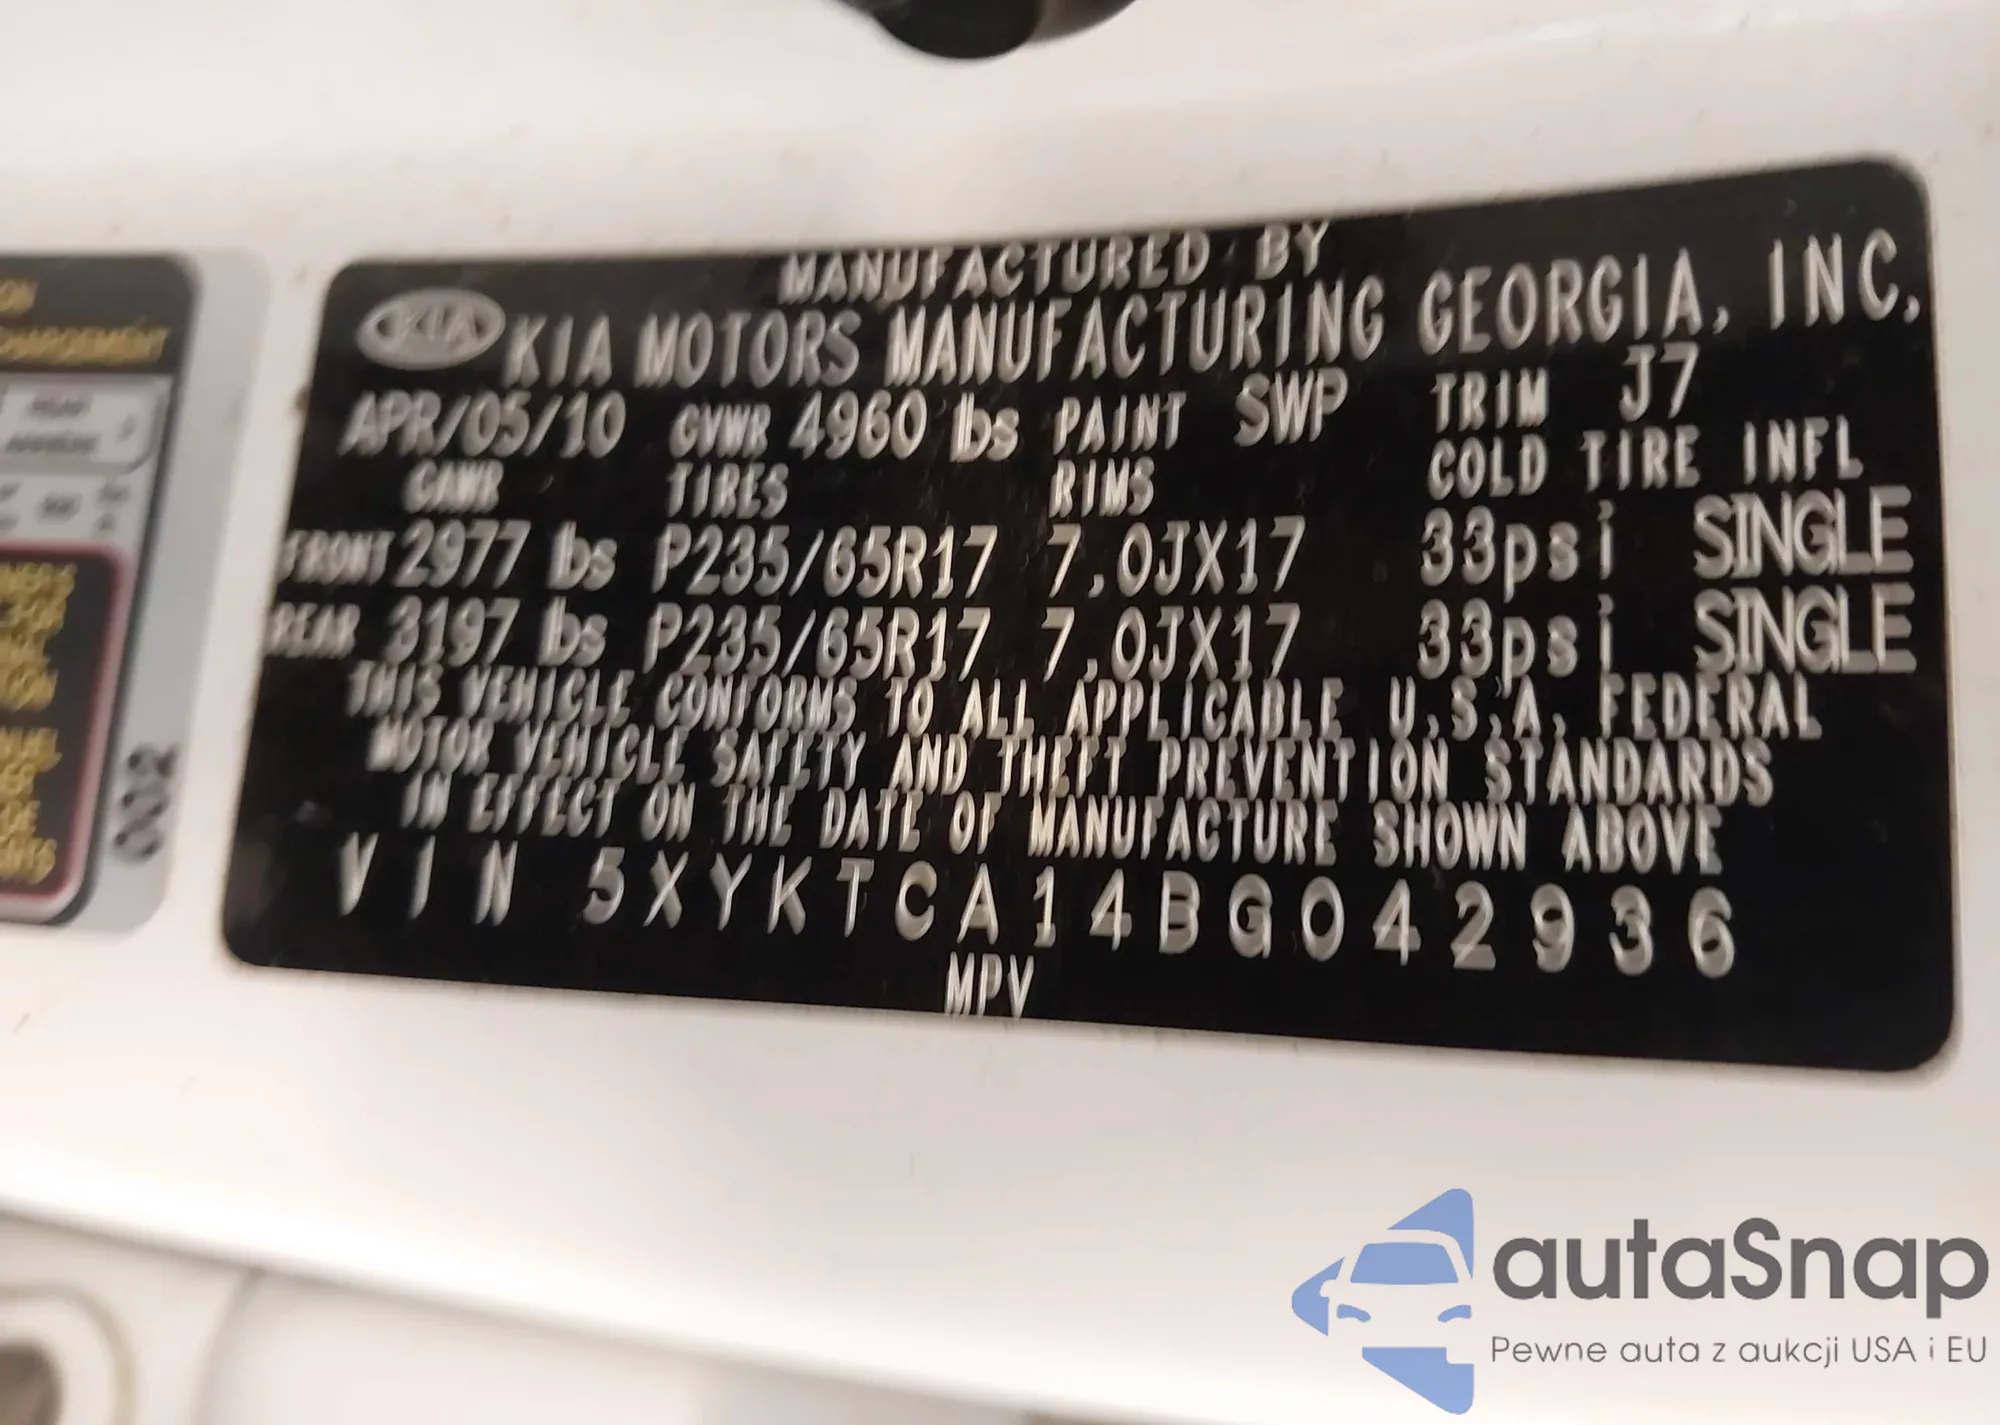 MANUFACTURED BY
KIA KIA MOTORS MANUFACTURING GEORGIA, INC.
APR/05/10 GVWR 4960 lbs PAINT SWP TRIM J7
GAWR TIRES RIMS COLD TIRE INFL
FRONT 2977 lbs P235/65R17 7.0JX17 33psi SINGLE
REAR 3197 lbs P235/65R17 7.0JX17 33psi SINGLE
THIS VEHICLE CONFORMS TO ALL APPLICABLE U.S.A. FEDERAL
MOTOR VEHICLE SAFETY AND THEFT PREVENTION STANDARDS
IN EFFECT ON THE DATE OF MANUFACTURE SHOWN ABOVE
VIN 5XYKTCA14BG042936
MPV
002
autaSnap
Pewne auta z aukcji USA i EU